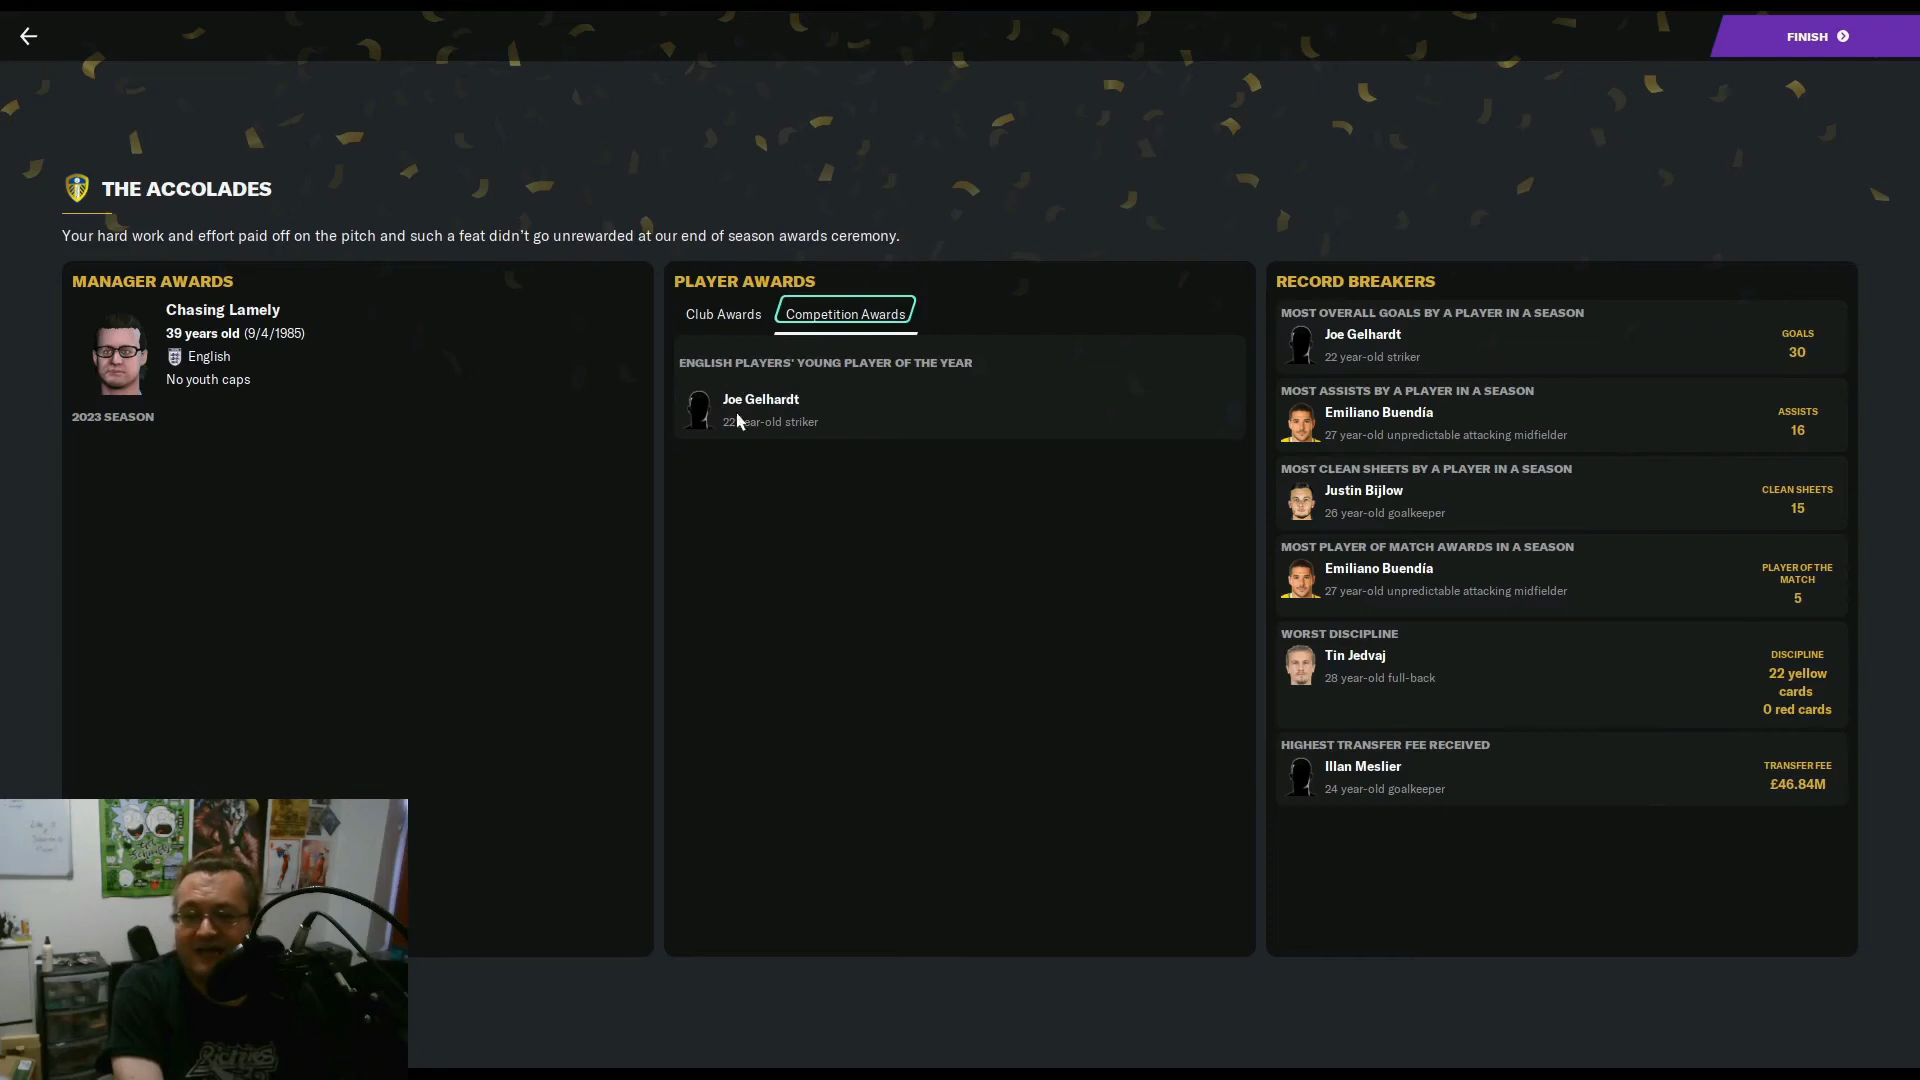 FINISH
THE ACCOLADES
Your hard work and effort paid off on the pitch and such a feat didn't go unrewarded at our end of season awards ceremony.
MANAGER AWARDS
Chasing Lamely
39 years old (9/4/1985)
English
No youth caps
2023 SEASON
PLAYER AWARDS
Club Awards
Competition Awards
ENGLISH PLAYERS' YOUNG PLAYER OF THE YEAR
Joe Gelhardt
22 year-old striker
RECORD BREAKERS
MOST OVERALL GOALS BY A PLAYER IN A SEASON
Joe Gelhardt
22 year-old striker
GOALS
30
MOST ASSISTS BY A PLAYER IN A SEASON
Emiliano Buendía
27 year-old unpredictable attacking midfielder
ASSISTS
16
MOST CLEAN SHEETS BY A PLAYER IN A SEASON
Justin Bijlow
26 year-old goalkeeper
CLEAN SHEETS
15
MOST PLAYER OF MATCH AWARDS IN A SEASON
Emiliano Buendía
27 year-old unpredictable attacking midfielder
PLAYER OF THE
MATCH
5
WORST DISCIPLINE
Tin Jedvaj
28 year-old full-back
DISCIPLINE
22 yellow
cards
0 red cards
HIGHEST TRANSFER FEE RECEIVED
Illan Meslier
24 year-old goalkeeper
TRANSFER FEE
£46.84M